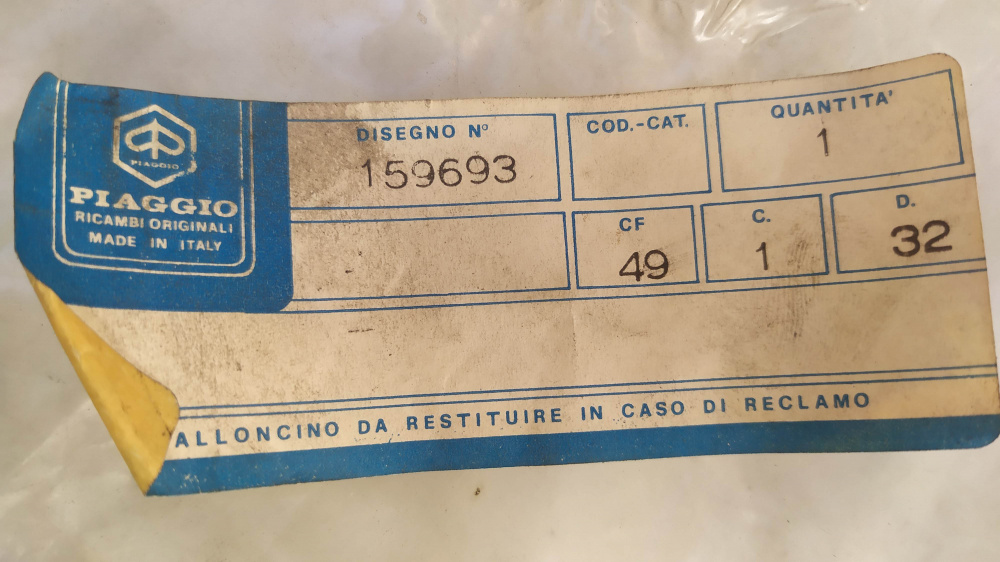 PIAGGIO
PIAGGIO
RICAMBI ORIGINALI
MADE IN ITALY
DISEGNO Nº
159693
COD.-CAT.
QUANTITA'
1
CF
49
C.
1
D.
32
ALLONCINO DA RESTITUIRE IN CASO DI RECLAMO